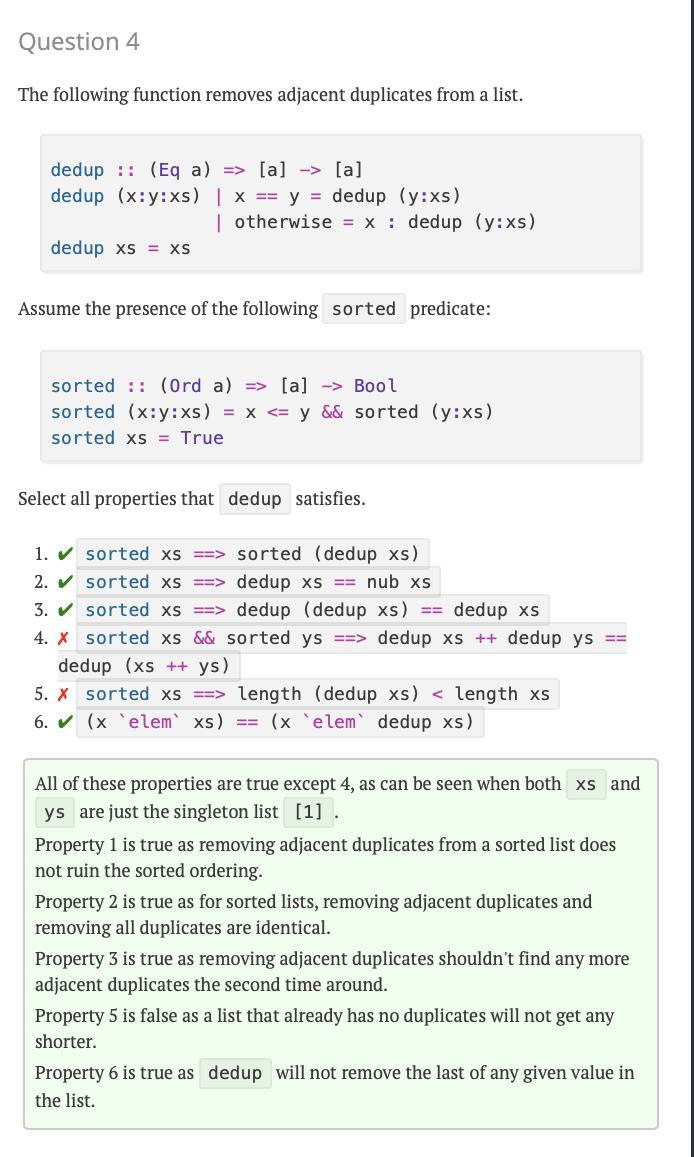 Question 4
The following function removes adjacent duplicates from a list.
dedup :: (Eq a) => [a] -> [a]
dedup (x:y:xs) | x == y = dedup (y:xs)
| otherwise = x : dedup (y:xs)
dedup xs = xs
Assume the presence of the following sorted predicate:
sorted :: (Ord a) => [a] -> Bool
sorted (x:y:xs) = x <= y && sorted (y:xs)
sorted xs = True
Select all properties that dedup satisfies.
1. ✔ sorted xs ==> sorted (dedup xs)
2. ✔ sorted xs ==> dedup xs == nub xs
3. ✔ sorted xs ==> dedup (dedup xs) == dedup xs
4. ✗ sorted xs && sorted ys ==> dedup xs ++ dedup ys ==
dedup (xs ++ ys)
5. ✗ sorted xs ==> length (dedup xs) < length xs
6. ✔ (x `elem` xs) == (x `elem` dedup xs)
All of these properties are true except 4, as can be seen when both xs and
ys are just the singleton list [1].
Property 1 is true as removing adjacent duplicates from a sorted list does
not ruin the sorted ordering.
Property 2 is true as for sorted lists, removing adjacent duplicates and
removing all duplicates are identical.
Property 3 is true as removing adjacent duplicates shouldn't find any more
adjacent duplicates the second time around.
Property 5 is false as a list that already has no duplicates will not get any
shorter.
Property 6 is true as dedup will not remove the last of any given value in
the list.